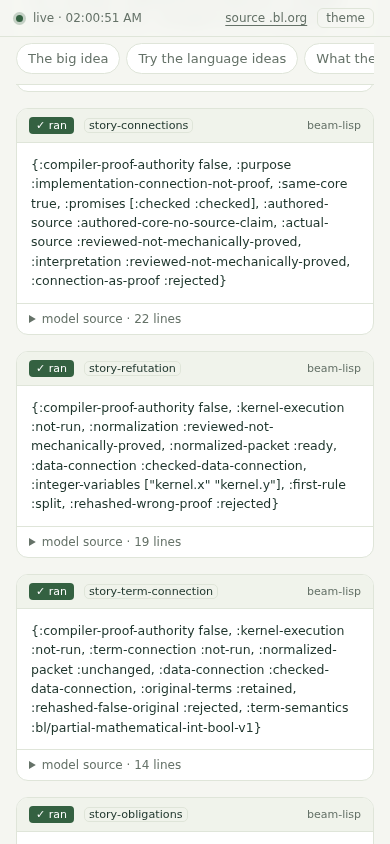 live · 02:00:51 AM source .bl.org theme
The big idea Try the language ideas What the
✓ ran story-connections beam-lisp
{:compiler-proof-authority false, :purpose
:implementation-connection-not-proof, :same-core
true, :promises [:checked :checked], :authored-
source :authored-core-no-source-claim, :actual-
source :reviewed-not-mechanically-proved,
:interpretation :reviewed-not-mechanically-proved,
:connection-as-proof :rejected}
model source · 22 lines
✓ ran story-refutation beam-lisp
{:compiler-proof-authority false, :kernel-execution
:not-run, :normalization :reviewed-not-
mechanically-proved, :normalized-packet :ready,
:data-connection :checked-data-connection,
:integer-variables ["kernel.x" "kernel.y"], :first-rule
:split, :rehashed-wrong-proof :rejected}
model source · 19 lines
✓ ran story-term-connection beam-lisp
{:compiler-proof-authority false, :kernel-execution
:not-run, :term-connection :not-run, :normalized-
packet :unchanged, :data-connection :checked-
data-connection, :original-terms :retained,
:rehashed-false-original :rejected, :term-semantics
:bl/partial-mathematical-int-bool-v1}
model source · 14 lines
✓ ran story-obligations beam-lisp